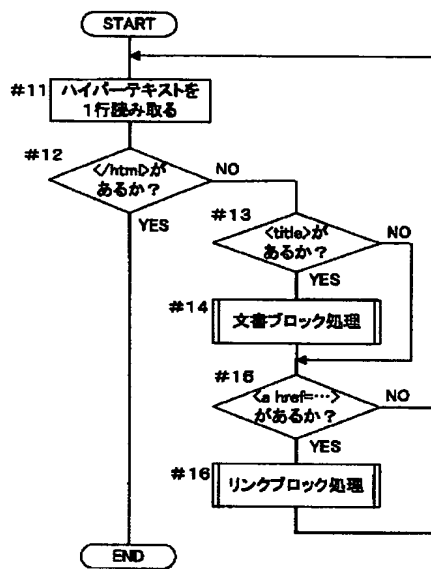 START
#11
ハイパーテキストを
1行読み取る
#12
</html>が
あるか?
NO
YES
#13
<title>が
あるか?
NO
YES
#14
文書ブロック処理
#15
<a href=…>
があるか?
NO
YES
#16
リンクブロック処理
END